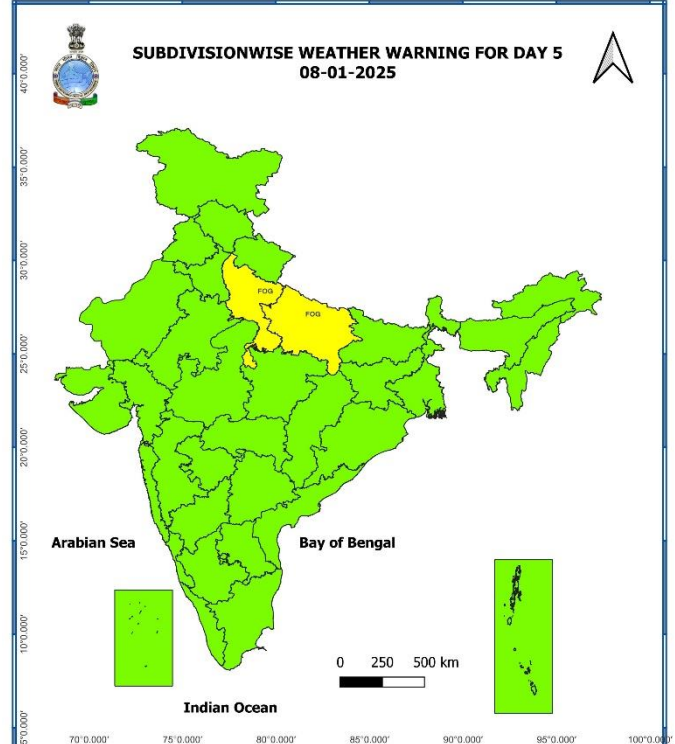 SUBDIVISIONWISE WEATHER WARNING FOR DAY 5
08-01-2025
40°0.000'
35°0.000'
30°0.000'
FOG
FOG
25°0.000'
20°0.000'
15°0.000'
Arabian Sea
Bay of Bengal
10°0.000'
0 250 500 km
Indian Ocean
5°0.000'
70°0.000' 75°0.000' 80°0.000' 85°0.000' 90°0.000' 95°0.000' 100°0.000'